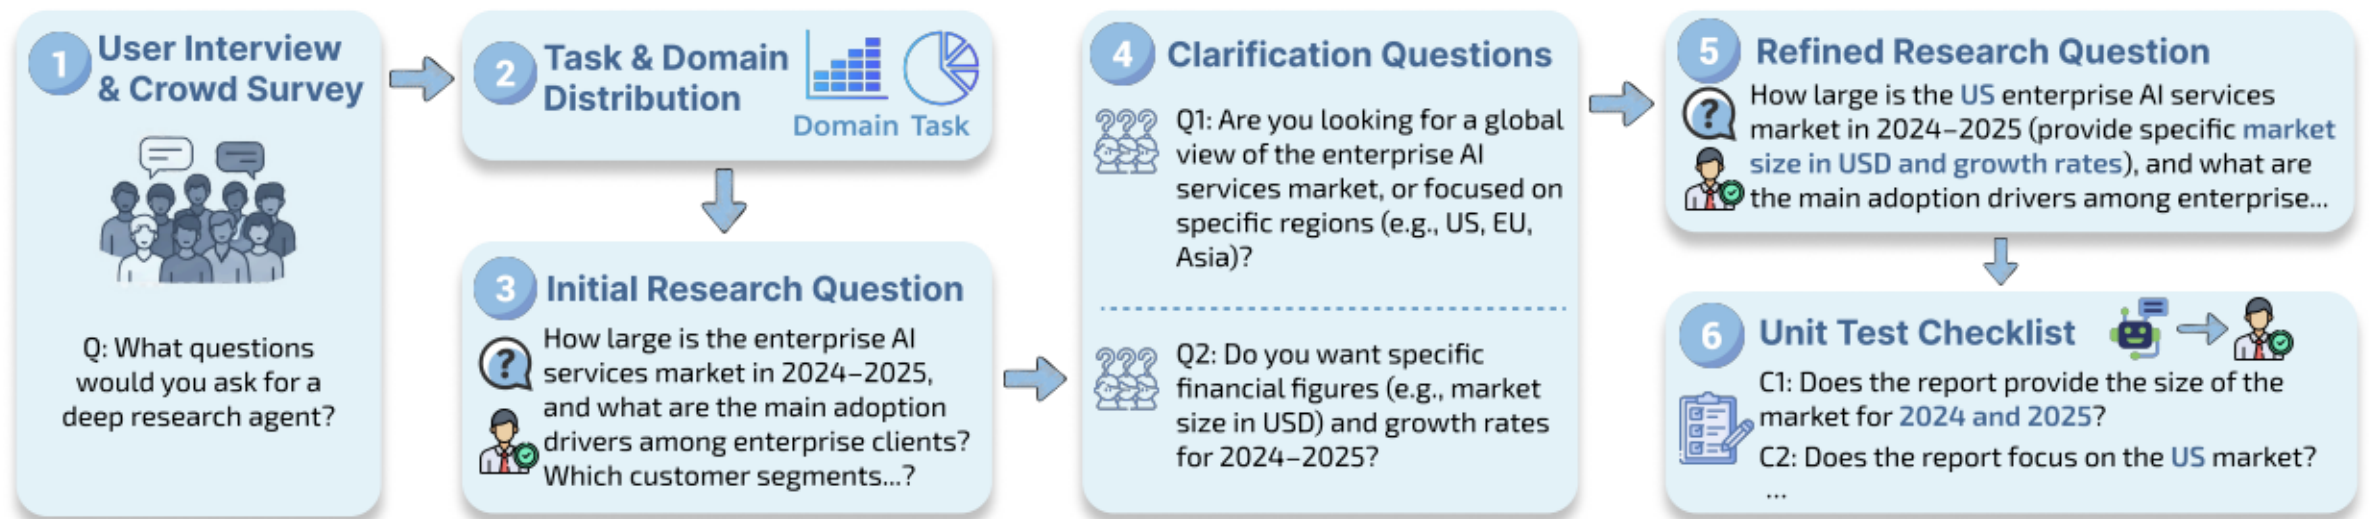 1
User Interview
& Crowd Survey
Q: What questions
would you ask for a
deep research agent?
2
Task & Domain
Distribution
Domain Task
3
Initial Research Question
?
How large is the enterprise AI
services market in 2024–2025,
and what are the main adoption
drivers among enterprise clients?
Which customer segments...?
4
Clarification Questions
???
Q1: Are you looking for a global
view of the enterprise AI
services market, or focused on
specific regions (e.g., US, EU,
Asia)?
???
Q2: Do you want specific
financial figures (e.g., market
size in USD) and growth rates
for 2024–2025?
5
Refined Research Question
?
How large is the US enterprise AI services
market in 2024–2025 (provide specific market
size in USD and growth rates), and what are
the main adoption drivers among enterprise...
6
Unit Test Checklist
C1: Does the report provide the size of the
market for 2024 and 2025?
C2: Does the report focus on the US market?
...